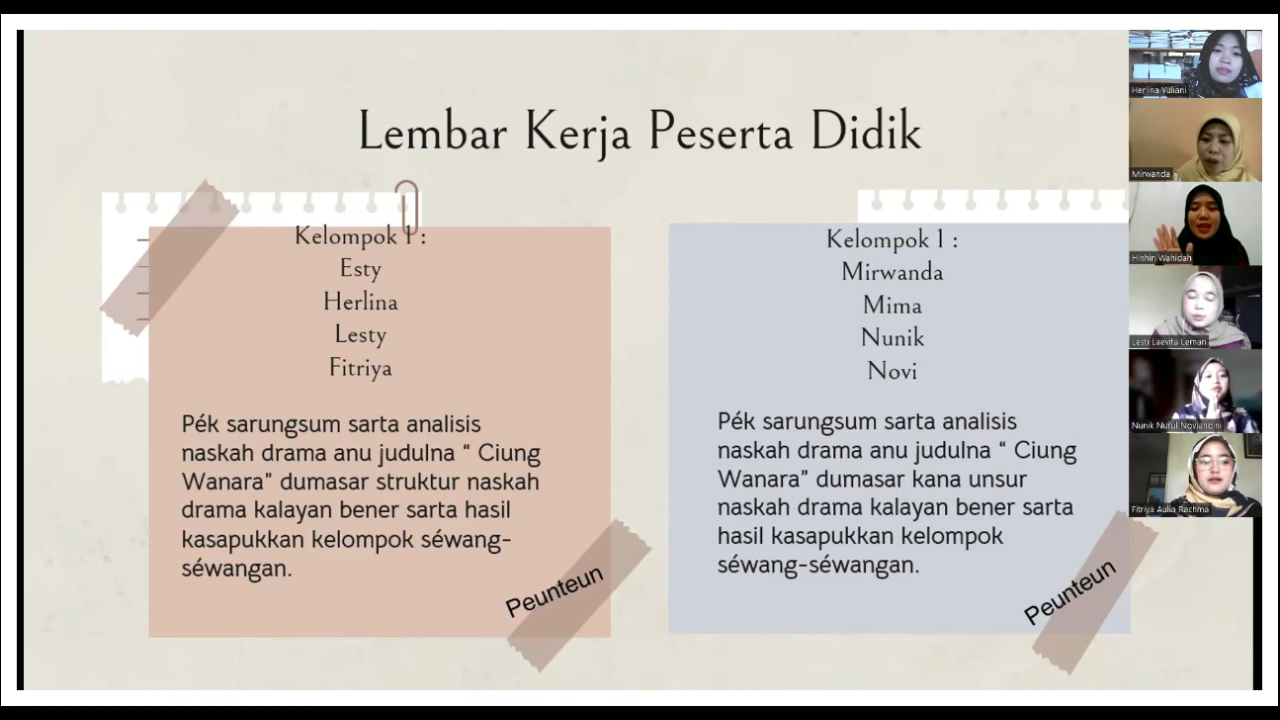 Lembar Kerja Peserta Didik
Kelompok 1 :
Esty
Herlina
Lesty
Fitriya
Pék sarungsum sarta analisis
naskah drama anu judulna “ Ciung
Wanara” dumasar struktur naskah
drama kalayan bener sarta hasil
kasapukkan kelompok séwang-
séwangan.
Peunteun
Kelompok 1 :
Mirwanda
Mima
Nunik
Novi
Pék sarungsum sarta analisis
naskah drama anu judulna “ Ciung
Wanara” dumasar kana unsur
naskah drama kalayan bener sarta
hasil kasapukkan kelompok
séwang-séwangan.
Peunteun
Herlina Yuliani
Mirwanda
Hinhin Wahidah
Lesti Laevita Leman
Nunik Nurul Noviandini
Fitriya Aulia Rachma